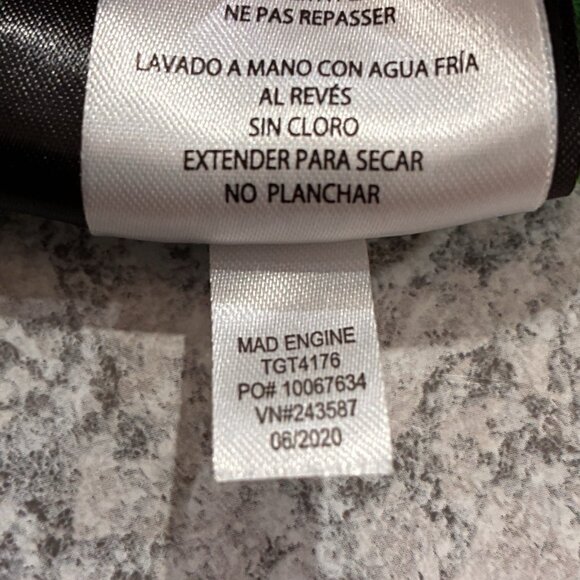 NE PAS REPASSER
LAVADO A MANO CON AGUA FRÍA
AL REVÉS
SIN CLORO
EXTENDER PARA SECAR
NO PLANCHAR
MAD ENGINE
TGT4176
PO# 10067634
VN#243587
06/2020